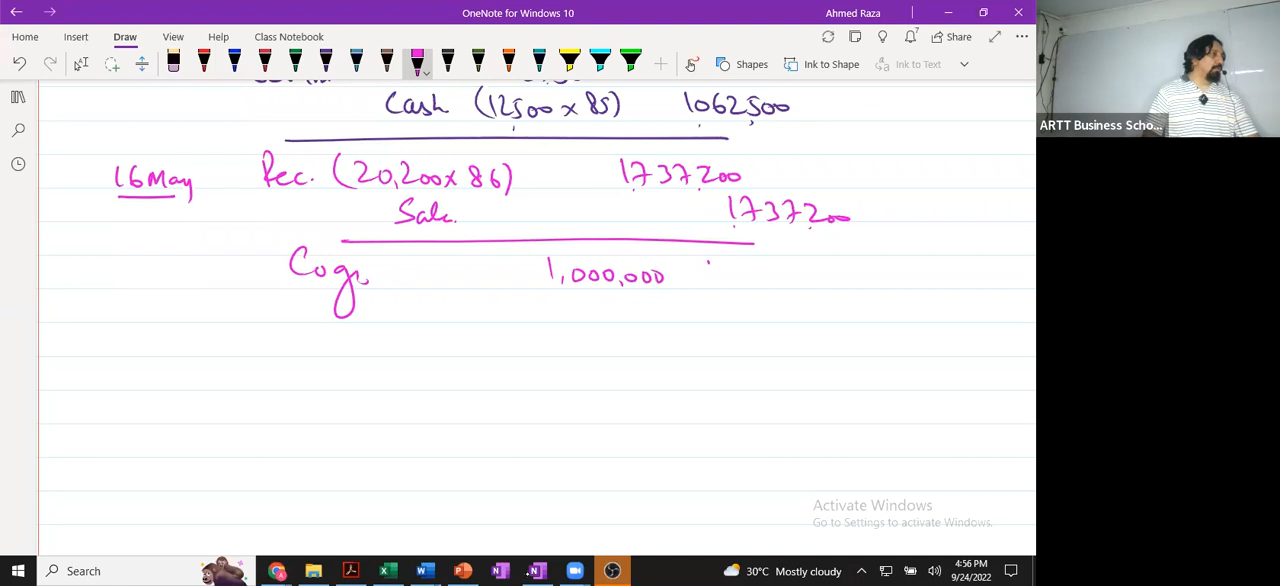 OneNote for Windows 10
Ahmed Raza
Home Insert Draw View Help Class Notebook
7 Share
Shapes Ink to Shape Ink to Text
Cash (12500 x 85) 1062500
16 May Rec. (20,200 x 86) 1737200
Sale. 1737200
Cogs 1,000,000
ARTT Business Scho...
Activate Windows
Go to Settings to activate Windows.
Search
30°C Mostly cloudy
4:56 PM
9/24/2022